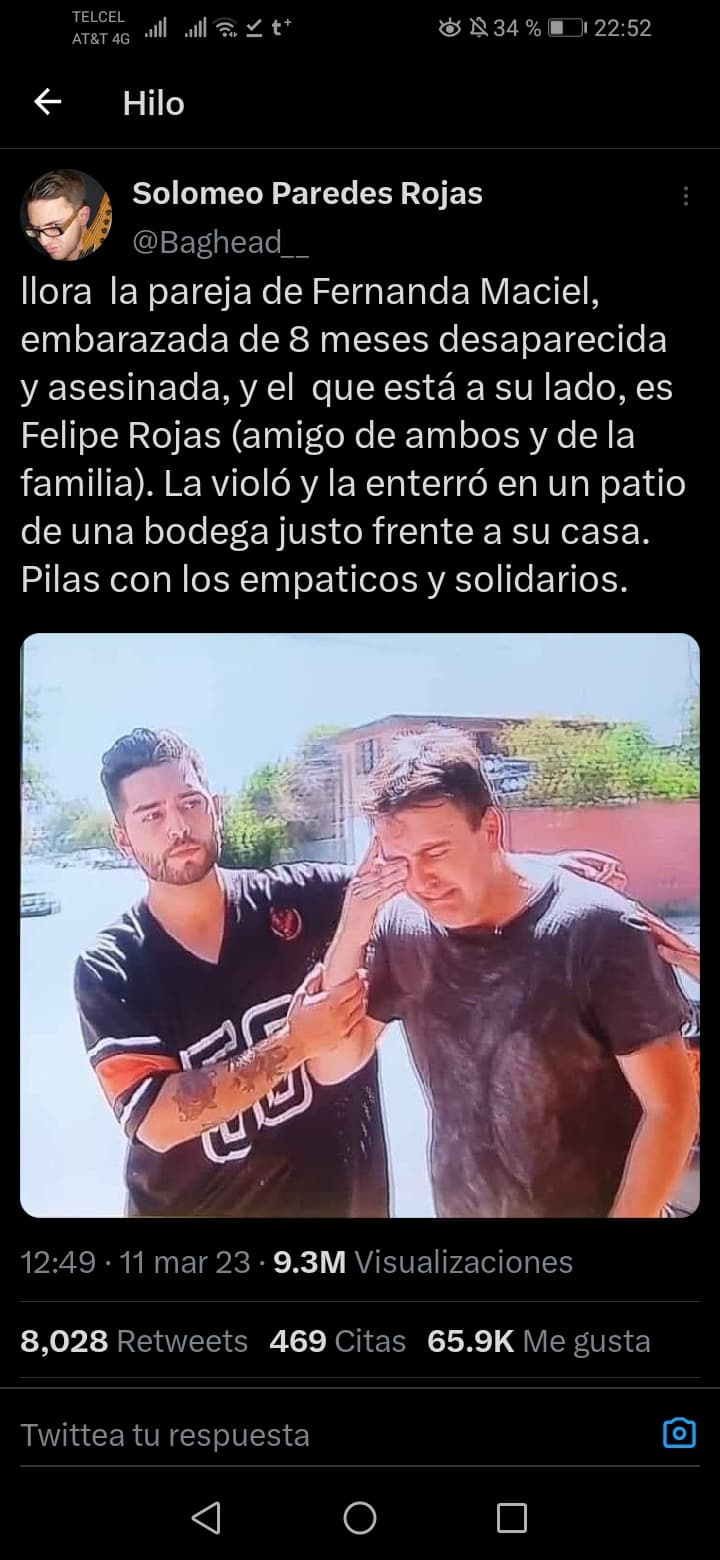 TELCEL
AT&T 4G
t+
34 % 22:52
Hilo
Solomeo Paredes Rojas
@Baghead__
llora  la pareja de Fernanda Maciel,
embarazada de 8 meses desaparecida
y asesinada, y el  que está a su lado, es
Felipe Rojas (amigo de ambos y de la
familia). La violó y la enterró en un patio
de una bodega justo frente a su casa.
Pilas con los empaticos y solidarios.
12:49 · 11 mar 23 · 9.3M Visualizaciones
8,028 Retweets 469 Citas 65.9K Me gusta
Twittea tu respuesta